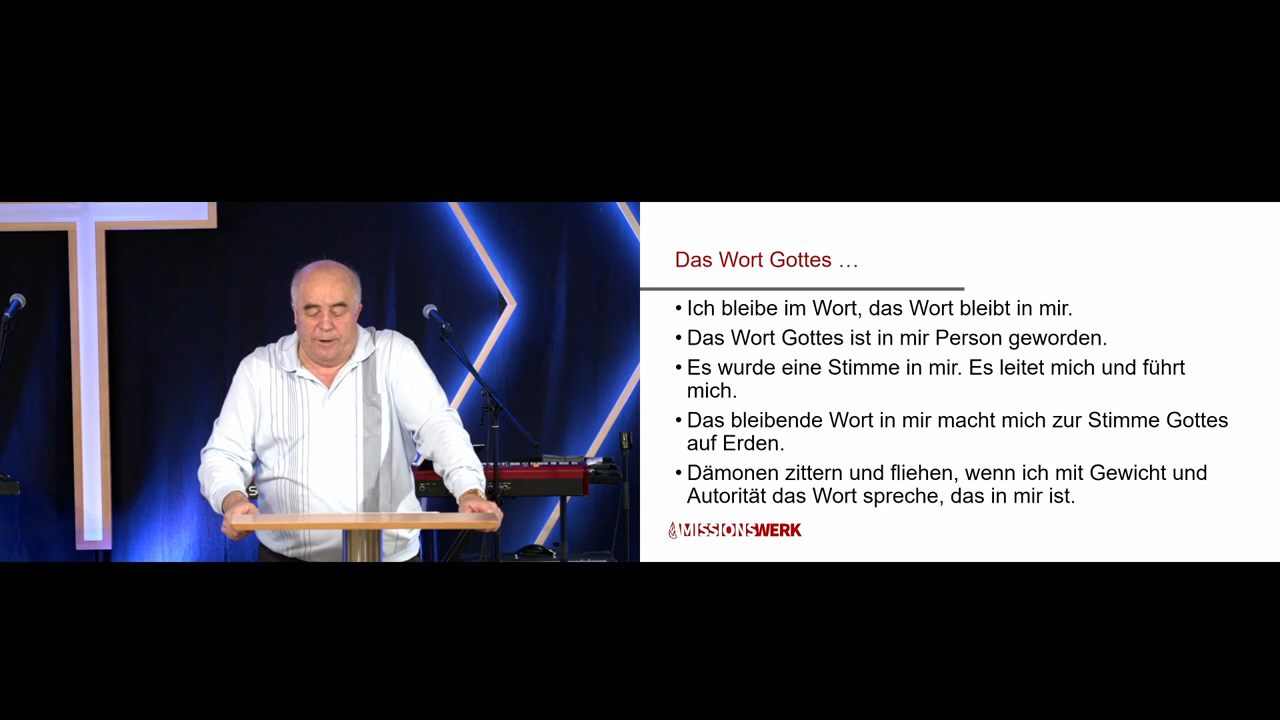 Das Wort Gottes …
• Ich bleibe im Wort, das Wort bleibt in mir.
• Das Wort Gottes ist in mir Person geworden.
• Es wurde eine Stimme in mir. Es leitet mich und führt
mich.
• Das bleibende Wort in mir macht mich zur Stimme Gottes
auf Erden.
• Dämonen zittern und fliehen, wenn ich mit Gewicht und
Autorität das Wort spreche, das in mir ist.
MISSIONSWERK